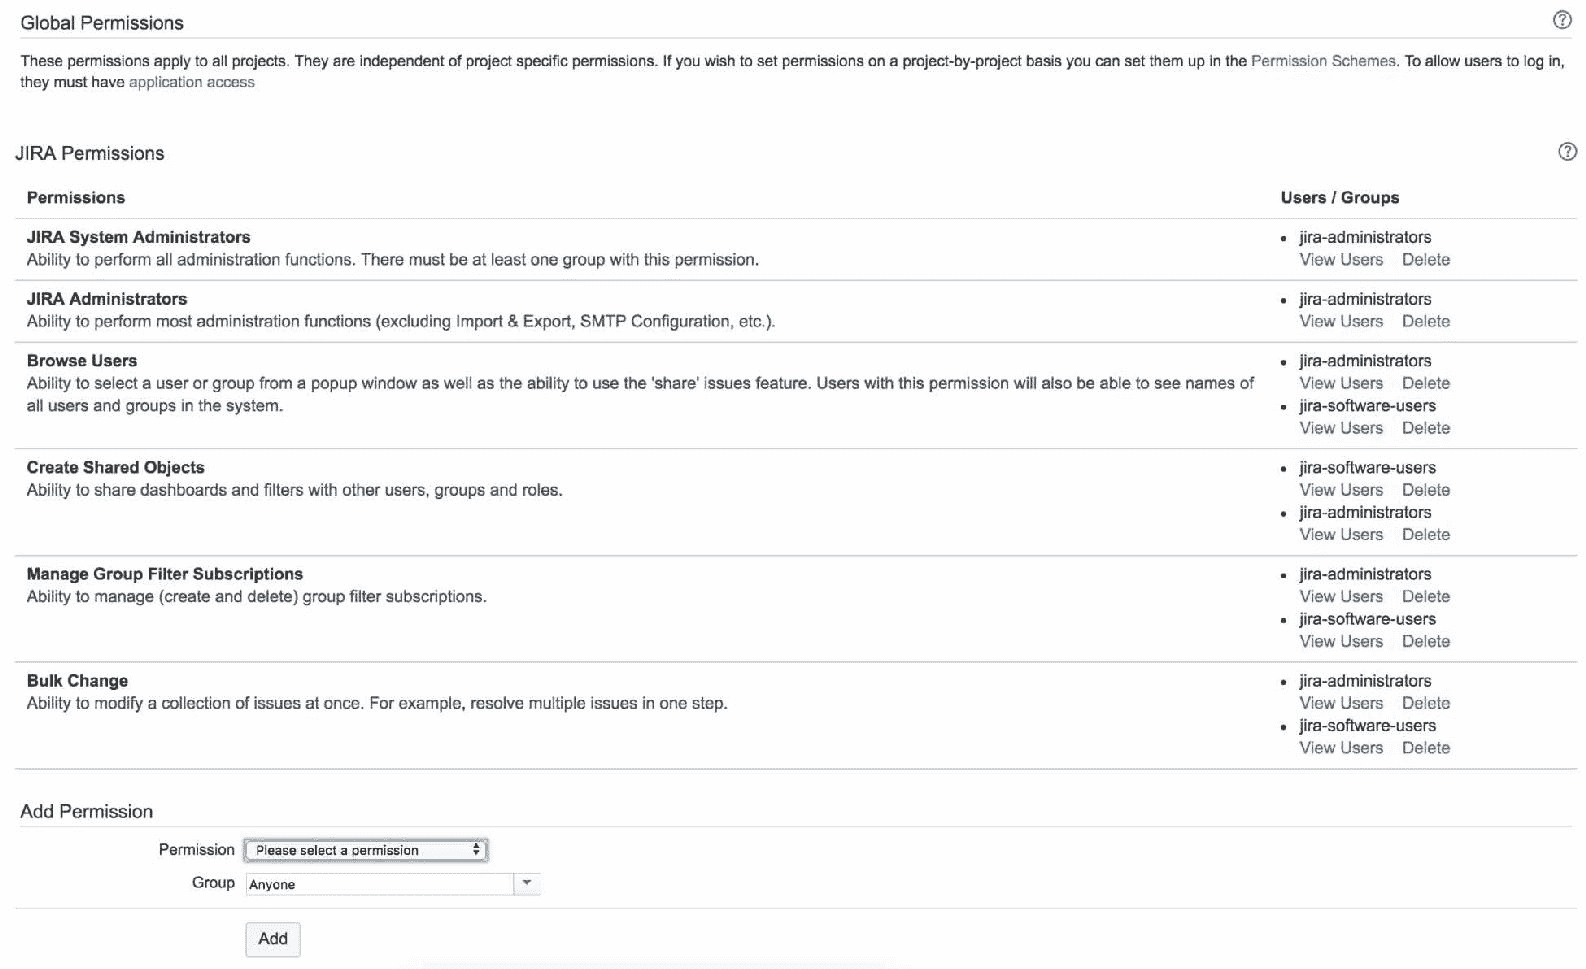 Global Permissions
These permissions apply to all projects. They are independent of project specific permissions. If you wish to set permissions on a project-by-project basis you can set them up in the Permission Schemes. To allow users to log in,
they must have application access
JIRA Permissions
Permissions Users / Groups
JIRA System Administrators
Ability to perform all administration functions. There must be at least one group with this permission.
• jira-administrators
View Users Delete
JIRA Administrators
Ability to perform most administration functions (excluding Import & Export, SMTP Configuration, etc.).
• jira-administrators
View Users Delete
Browse Users
Ability to select a user or group from a popup window as well as the ability to use the 'share' issues feature. Users with this permission will also be able to see names of
all users and groups in the system.
• jira-administrators
View Users Delete
• jira-software-users
View Users Delete
Create Shared Objects
Ability to share dashboards and filters with other users, groups and roles.
• jira-software-users
View Users Delete
• jira-administrators
View Users Delete
Manage Group Filter Subscriptions
Ability to manage (create and delete) group filter subscriptions.
• jira-administrators
View Users Delete
• jira-software-users
View Users Delete
Bulk Change
Ability to modify a collection of issues at once. For example, resolve multiple issues in one step.
• jira-administrators
View Users Delete
• jira-software-users
View Users Delete
Add Permission
Permission Please select a permission
Group Anyone
Add